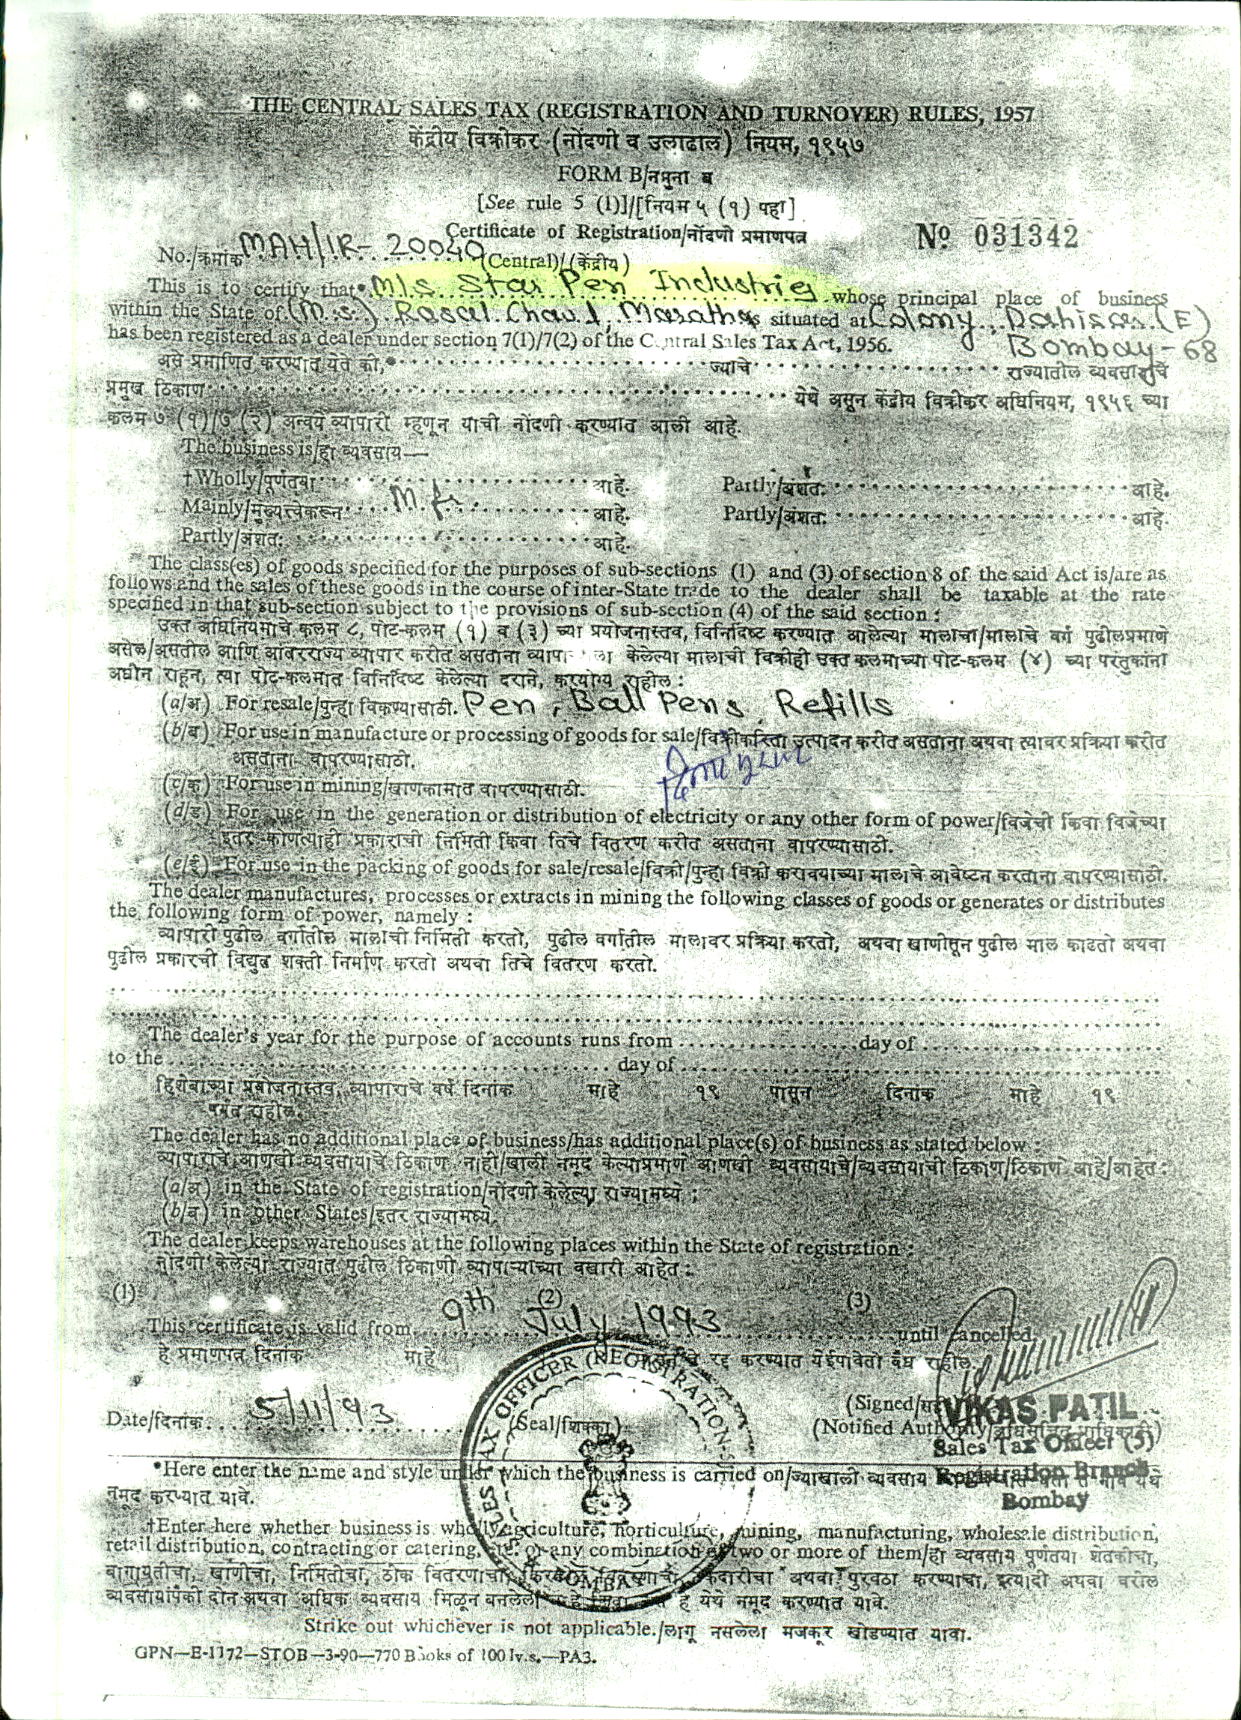 THE CENTRAL SALES TAX (REGISTRATION AND TURNOVER) RULES, 1957
केंद्रीय विक्रीकर (नोंदणी व उलाढाल) नियम, १९५७
FORM B/नमुना ब
[See rule 5 (1)]/[नियम ५ (१) पहा]
Certificate of Registration/नोंदणी प्रमाणपत्र
No 031342
No./क्रमांक MAH/IR- 20040 (Central)/(केंद्रीय)
This is to certify that* M/s Star Pen Industries whose principal place of business
within the State of (M.S.) Rascal Chawl, Maratha is situated at Colony, Dahisar (E)
has been registered as a dealer under section 7(1)/7(2) of the Central Sales Tax Act, 1956. Bombay-68
असे प्रमाणित करण्यात येते की,* ज्याचे राज्यातील व्यवसायाचे
प्रमुख ठिकाण येथे असून केंद्रीय विक्रीकर अधिनियम, १९५६ च्या
कलम ७ (१)/७ (२) अन्वये व्यापारी म्हणून याची नोंदणी करण्यात आली आहे.
The business is/हा व्यवसाय—
†Wholly/पूर्णतया आहे. Partly/अंशत: आहे.
Mainly/मुख्यत्वेकरून आहे. Partly/अंशत: आहे.
Partly/अंशत: आहे.
The class(es) of goods specified for the purposes of sub-sections (1) and (3) of section 8 of the said Act is/are as
follows and the sales of these goods in the course of inter-State trade to the dealer shall be taxable at the rate
specified in that sub-section subject to the provisions of sub-section (4) of the said section :
उक्त अधिनियमाचे कलम ८, पोट-कलम (१) व (३) च्या प्रयोजनास्तव, विनिर्दिष्ट करण्यात आलेल्या मालाचा/मालाचे वर्ग पुढीलप्रमाणे
असेल/असतील आणि आंतरराज्य व्यापार करीत असताना केलेल्या मालाची विक्रीही उक्त कलमाच्या पोट-कलम (४) च्या परंतुकांना
अधीन राहून, त्या पोट-कलमात विनिर्दिष्ट केलेल्या दराने, करयोग्य राहील :
(a/अ) For resale/पुन्हा विकण्यासाठी. Pen, Ball Pens, Refills
(b/ब) For use in manufacture or processing of goods for sale/विक्रीकरिता उत्पादन करीत असताना अथवा त्यावर प्रक्रिया करीत
असताना वापरण्यासाठी.
(c/क) For use in mining/खाणकामात वापरण्यासाठी.
(d/ड) For use in the generation or distribution of electricity or any other form of power/विजेची किंवा विजेच्या
इतर कोणत्याही प्रकाराची निर्मिती किंवा तिचे वितरण करीत असताना वापरण्यासाठी.
(e/ई) For use in the packing of goods for sale/resale/विक्री/पुन्हा विक्री करावयाच्या मालाचे आवेष्टन करताना वापरण्यासाठी.
The dealer manufactures, processes or extracts in mining the following classes of goods or generates or distributes
the following form of power, namely :
व्यापारी पुढील वर्गातील मालाची निर्मिती करतो, पुढील वर्गातील मालावर प्रक्रिया करतो, अथवा खाणीतून पुढील माल काढतो अथवा
पुढील प्रकारची विद्युत शक्ती निर्माण करतो अथवा तिचे वितरण करतो.
The dealer's year for the purpose of accounts runs from day of
to the day of
हिशेबाच्या प्रयोजनास्तव, व्यापाराचे वर्ष दिनांक माहे १९ पासून दिनांक माहे १९
पर्यंत राहील.
The dealer has no additional place of business/has additional place(s) of business as stated below :
व्यापाराचे आणखी व्यवसायाचे ठिकाण नाही/खाली नमूद केल्याप्रमाणे आणखी व्यवसायाचे/व्यवसायाची ठिकाण/ठिकाणे आहे/आहेत :
(a/अ) in the State of registration/नोंदणी केलेल्या राज्यामध्ये :
(b/ब) in other States/इतर राज्यामध्ये.
The dealer keeps warehouses at the following places within the State of registration :
नोंदणी केलेल्या राज्यात पुढील ठिकाणी व्यापाऱ्याच्या वखारी आहेत :
(1) (2) (3)
This certificate is valid from 9th July 1993 until cancelled.
हे प्रमाणपत्र दिनांक माहे रद्द करण्यात येईपावेतो वैध राहील.
Date/दिनांक 5/11/93
(Seal/शिक्का)
SALES TAX OFFICER (REGISTRATION-5)
BOMBAY
(Signed/
(Notified Authority/
VIKAS PATIL
Sales Tax Officer (5)
Registration Branch
Bombay
*Here enter the name and style under which the business is carried on/ज्याखाली व्यवसाय
नमूद करण्यात यावे.
†Enter here whether business is wholly agriculture, horticulture, mining, manufacturing, wholesale distribution,
retail distribution, contracting or catering, etc. or any combination of two or more of them/हा व्यवसाय पूर्णतया शेतकीचा,
बागायतीचा, खाणीचा, निर्मितीचा, ठोक वितरणाचा, किरकोळ वितरणाचा, अथवा पुरवठा करण्याचा, इत्यादी अथवा वरील
व्यवसायांपैकी दोन अथवा अधिक व्यवसाय मिळून बनलेला आहे हे येथे नमूद करण्यात यावे.
Strike out whichever is not applicable./लागू नसलेला मजकूर खोडण्यात यावा.
GPN—E-1172—STOB—3-90—770 Books of 100 lv.s.—PA3.